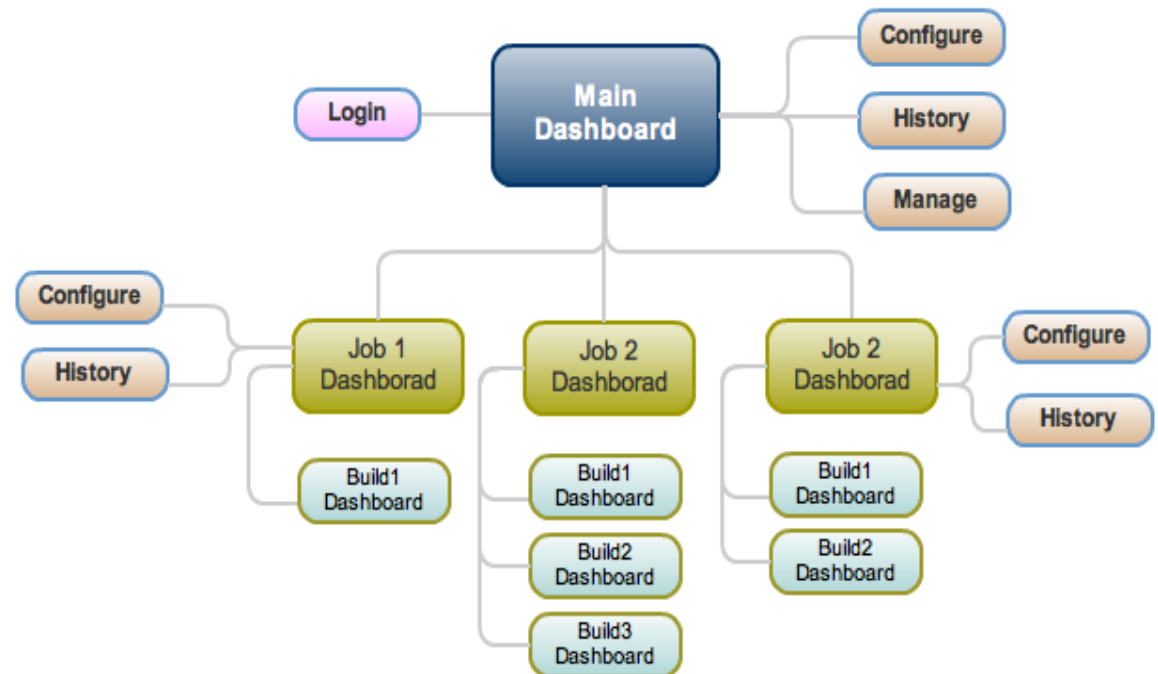 Configure
Login
Main
Dashboard
History
Manage
Configure
History
Job 1
Dashborad
Job 2
Dashborad
Job 2
Dashborad
Configure
History
Build1
Dashboard
Build1
Dashboard
Build2
Dashboard
Build3
Dashboard
Build1
Dashboard
Build2
Dashboard